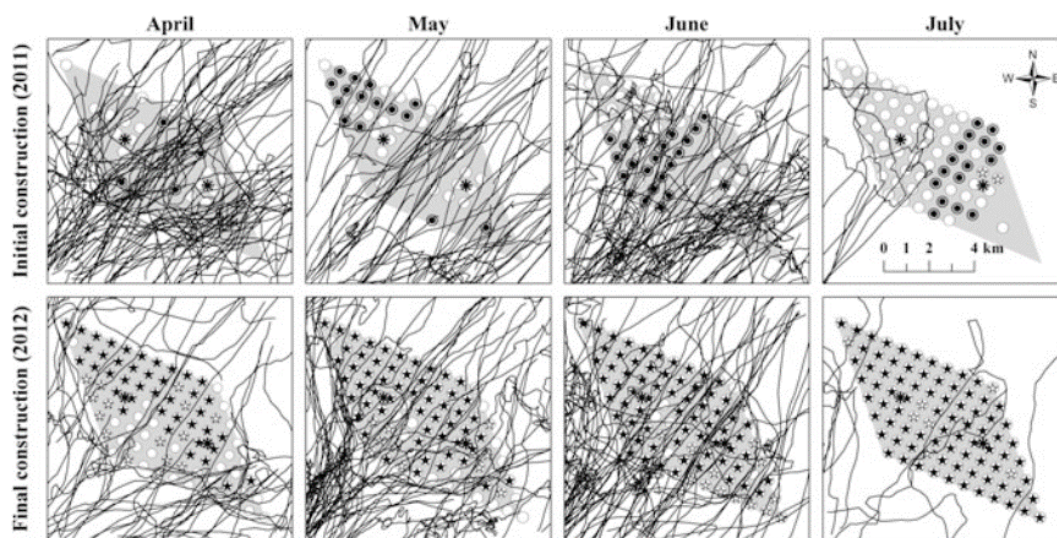 April May June July
Initial construction (2011)
N
W E
S
0 1 2 4 km
Final construction (2012)